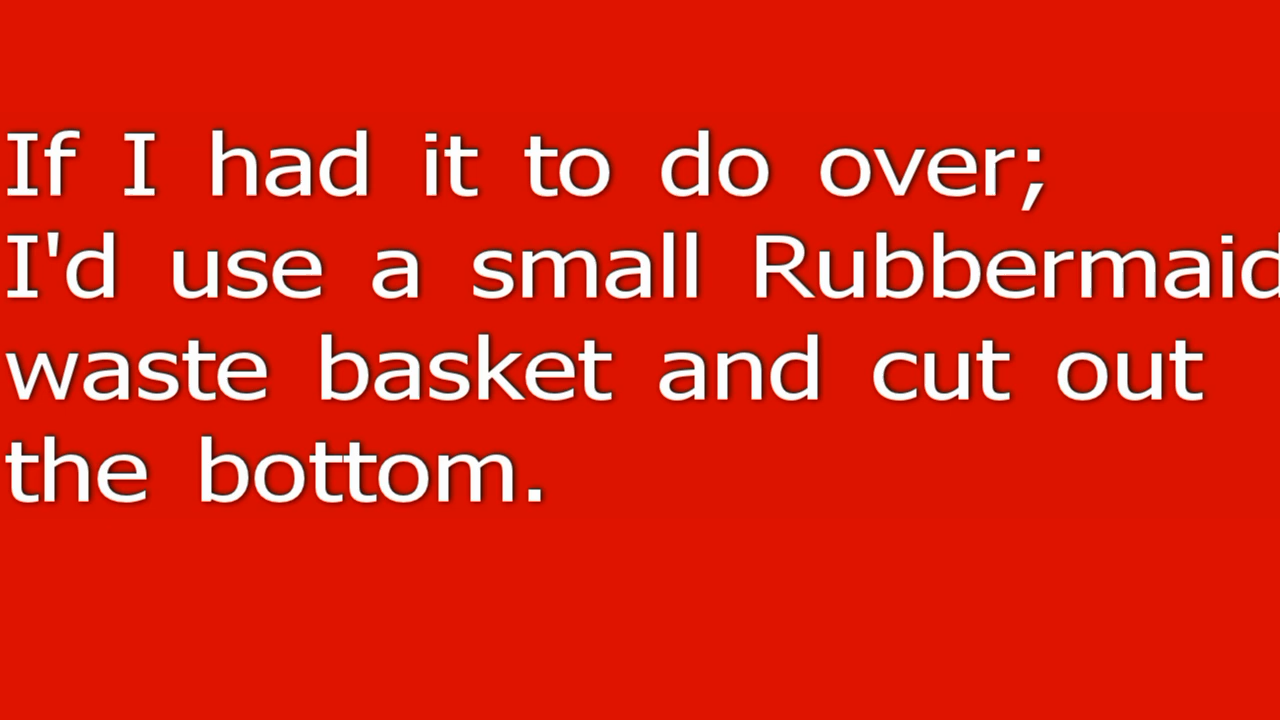 If I had it to do over;
I'd use a small Rubbermaid
waste basket and cut out
the bottom.